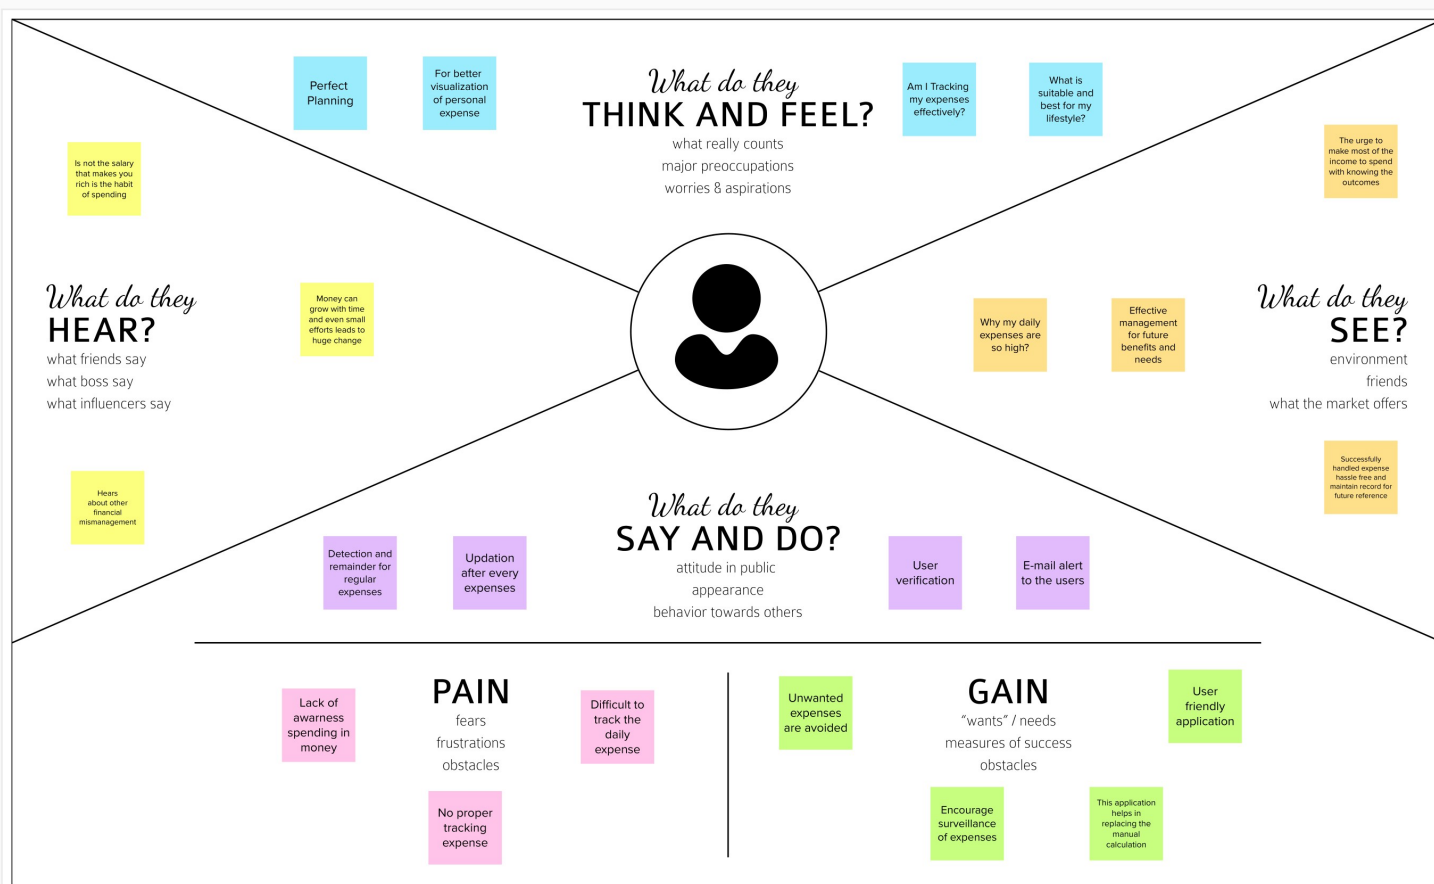 What do they
THINK AND FEEL?
what really counts
major preoccupations
worries & aspirations
Perfect
Planning
For better
visualization
of personal
expense
Am I Tracking
my expenses
effectively?
What is
suitable and
best for my
lifestyle?
Is not the salary
that makes you
rich is the habit
of spending
What do they
HEAR?
what friends say
what boss say
what influencers say
Money can
grow with time
and even small
efforts leads to
huge change
Hears
about other
financial
mismanagement
The urge to
make most of the
income to spend
with knowing the
outcomes
Why my daily
expenses are
so high?
Effective
management
for future
benefits and
needs
What do they
SEE?
environment
friends
what the market offers
Successfully
handled expense
hassle free and
maintain record for
future reference
What do they
SAY AND DO?
attitude in public
appearance
behavior towards others
Detection and
remainder for
regular
expenses
Updation
after every
expenses
User
verification
E-mail alert
to the users
PAIN
fears
frustrations
obstacles
Lack of
awarness
spending in
money
Difficult to
track the
daily
expense
No proper
tracking
expense
GAIN
“wants” / needs
measures of success
obstacles
Unwanted
expenses
are avoided
User
friendly
application
Encourage
surveillance
of expenses
This application
helps in
replacing the
manual
calculation